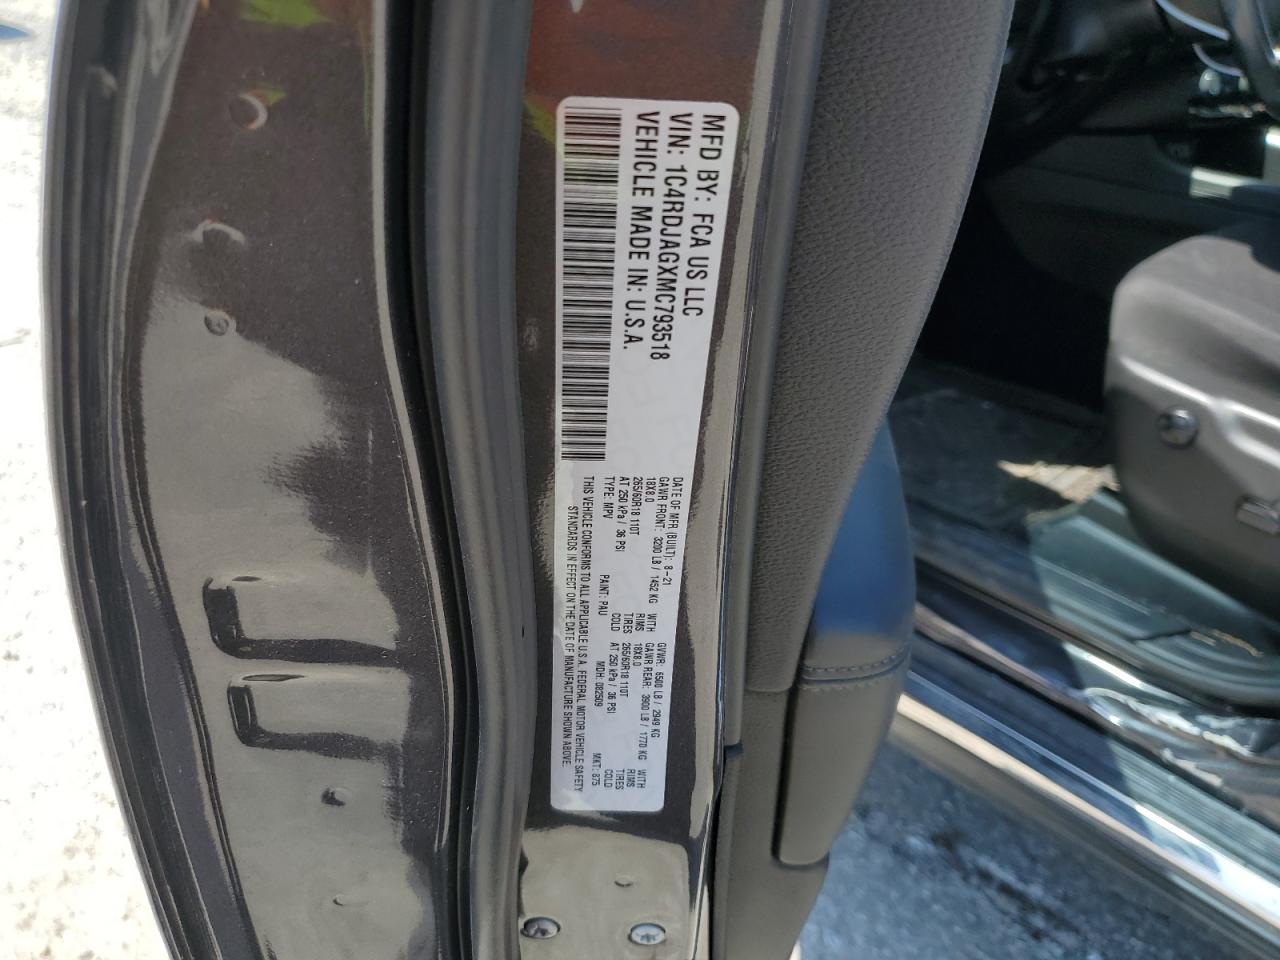 MFD BY: FCA US LLC
VIN: 1C4RDJAGXMC793518
VEHICLE MADE IN: U.S.A.
DATE OF MFR (BUILT): 8-21 GVWR: 6500 LB / 2949 KG
GAWR FRONT: 3200 LB / 1452 KG WITH GAWR REAR: 3900 LB / 1770 KG WITH
18X8.0 RIMS 18X8.0 RIMS
265/60R18 110T TIRES 265/60R18 110T TIRES
AT 250 kPa / 36 PSI COLD AT 250 kPa / 36 PSI COLD
TYPE: MPV PAINT: PAU MDH: 082509 MKT: 875
THIS VEHICLE CONFORMS TO ALL APPLICABLE U.S.A. FEDERAL MOTOR VEHICLE SAFETY
STANDARDS IN EFFECT ON THE DATE OF MANUFACTURE SHOWN ABOVE.